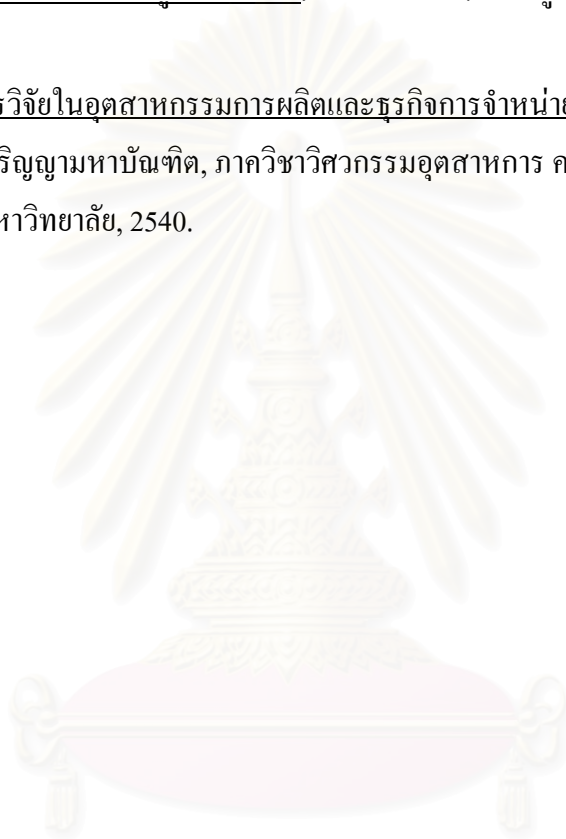 รวิจัยในอุตสาหกรรมการผลิตและธุรกิจการจำหน่าย
ริญญามหาบัณฑิต, ภาควิชาวิศวกรรมอุตสาหการ ค
หาวิทยาลัย, 2540.